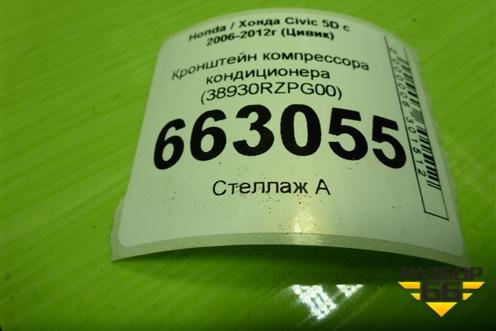 Honda / Хонда Civic 5D с
2006-2012г (Цивик)
Кронштейн компрессора
кондиционера
(38930RZPG00)
663055
Стеллаж А
РАЗБОР
66